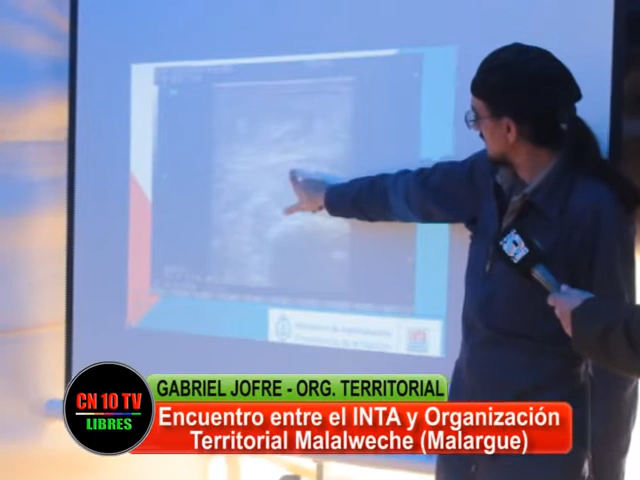 CN 10 TV
LIBRES
GABRIEL JOFRE - ORG. TERRITORIAL
Encuentro entre el INTA y Organización
Territorial Malalweche (Malargue)